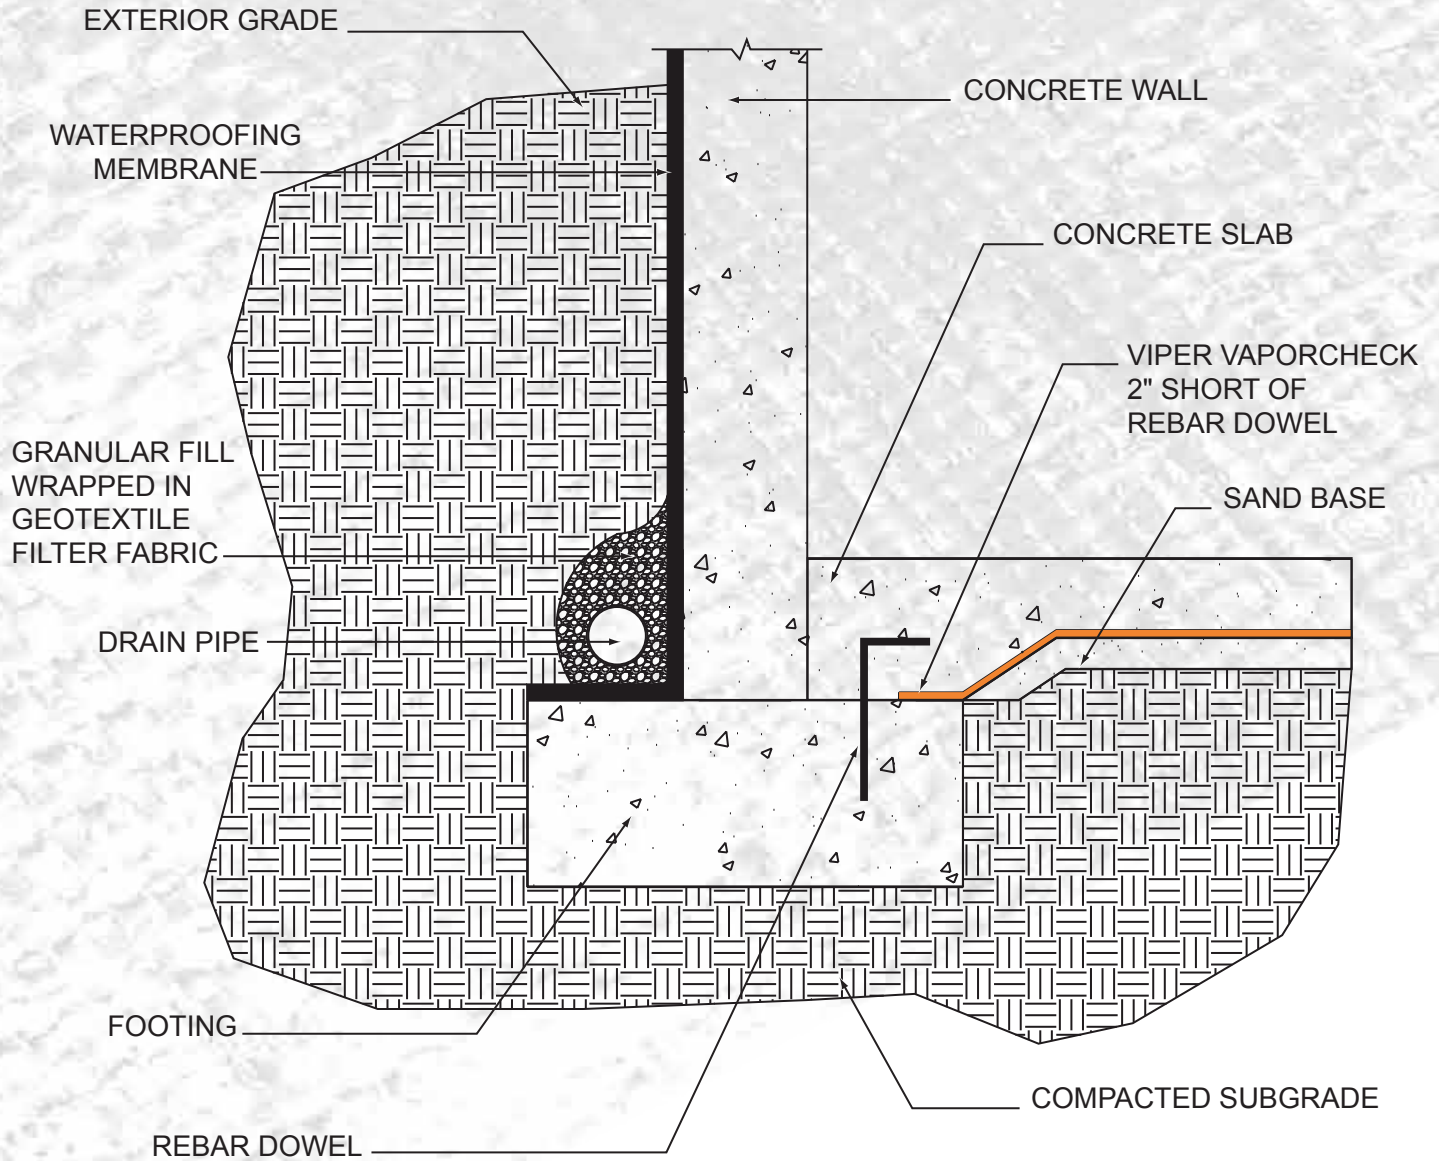 EXTERIOR GRADE
CONCRETE WALL
WATERPROOFING
MEMBRANE
CONCRETE SLAB
VIPER VAPORCHECK
2" SHORT OF
REBAR DOWEL
GRANULAR FILL
WRAPPED IN
GEOTEXTILE
FILTER FABRIC
SAND BASE
DRAIN PIPE
FOOTING
COMPACTED SUBGRADE
REBAR DOWEL